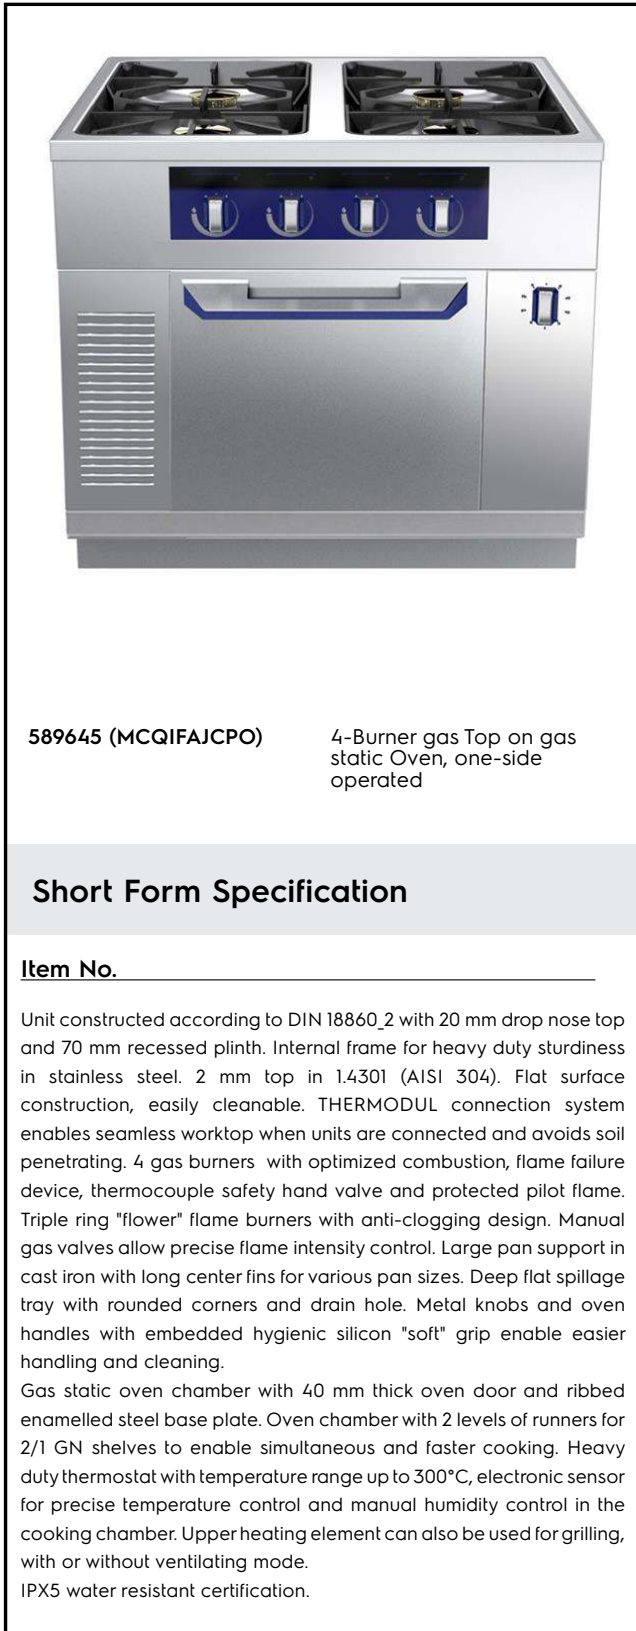 589645 (MCQIFAJCPO)
4-Burner gas Top on gas
static Oven, one-side
operated
Short Form Specification
Item No.
Unit constructed according to DIN 18860_2 with 20 mm drop nose top
and 70 mm recessed plinth. Internal frame for heavy duty sturdiness
in stainless steel. 2 mm top in 1.4301 (AISI 304). Flat surface
construction, easily cleanable. THERMODUL connection system
enables seamless worktop when units are connected and avoids soil
penetrating. 4 gas burners with optimized combustion, flame failure
device, thermocouple safety hand valve and protected pilot flame.
Triple ring "flower" flame burners with anti-clogging design. Manual
gas valves allow precise flame intensity control. Large pan support in
cast iron with long center fins for various pan sizes. Deep flat spillage
tray with rounded corners and drain hole. Metal knobs and oven
handles with embedded hygienic silicon "soft" grip enable easier
handling and cleaning.
Gas static oven chamber with 40 mm thick oven door and ribbed
enamelled steel base plate. Oven chamber with 2 levels of runners for
2/1 GN shelves to enable simultaneous and faster cooking. Heavy
duty thermostat with temperature range up to 300°C, electronic sensor
for precise temperature control and manual humidity control in the
cooking chamber. Upper heating element can also be used for grilling,
with or without ventilating mode.
IPX5 water resistant certification.